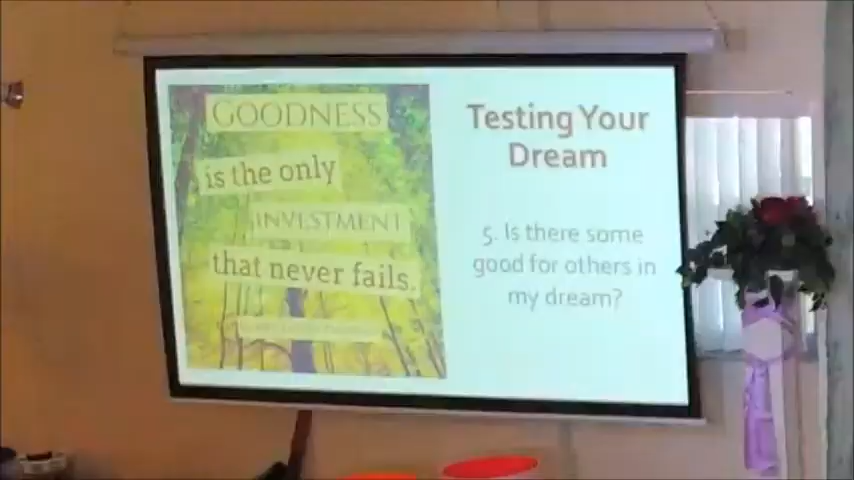 GOODNESS
is the only
INVESTMENT
that never fails.
Testing Your
Dream
5. Is there some
good for others in
my dream?